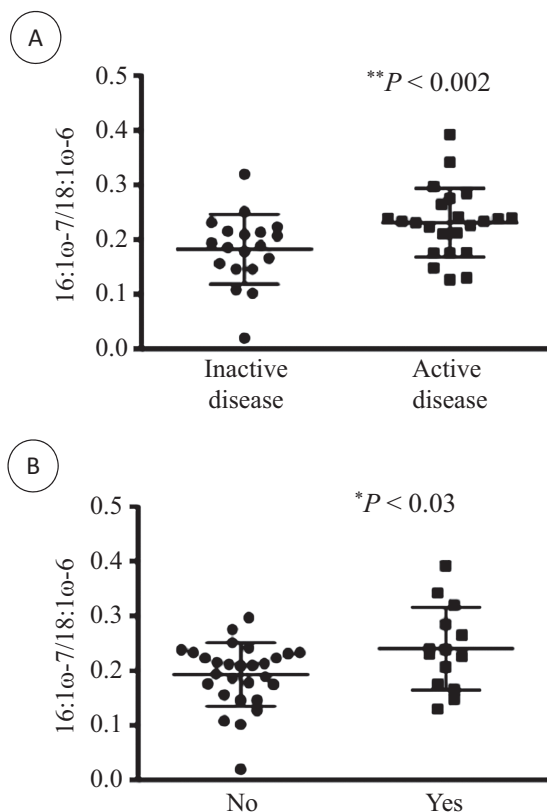 A
**P < 0.002
16:1ω-7/18:1ω-6
0.5
0.4
0.3
0.2
0.1
0.0
Inactive
disease
Active
disease
B
*P < 0.03
16:1ω-7/18:1ω-6
0.5
0.4
0.3
0.2
0.1
0.0
No
Yes